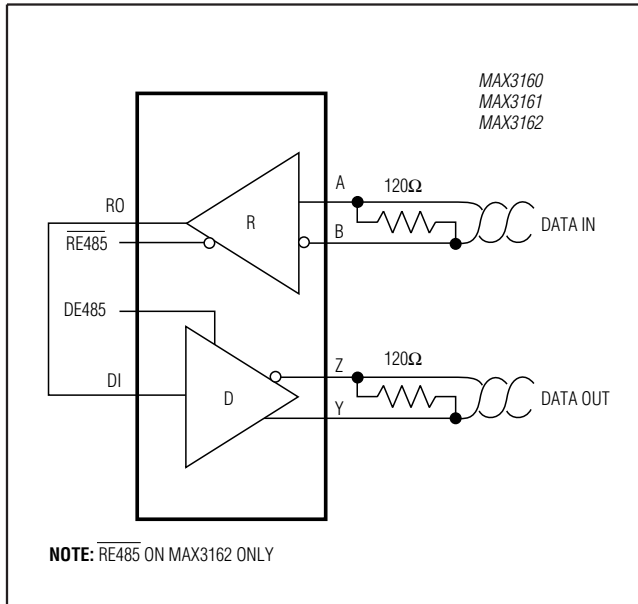 MAX3160
MAX3161
MAX3162
A
120Ω
RO
R
DATA IN
RE485
B
DE485
Z
120Ω
DI
D
DATA OUT
Y
NOTE: RE485 ON MAX3162 ONLY